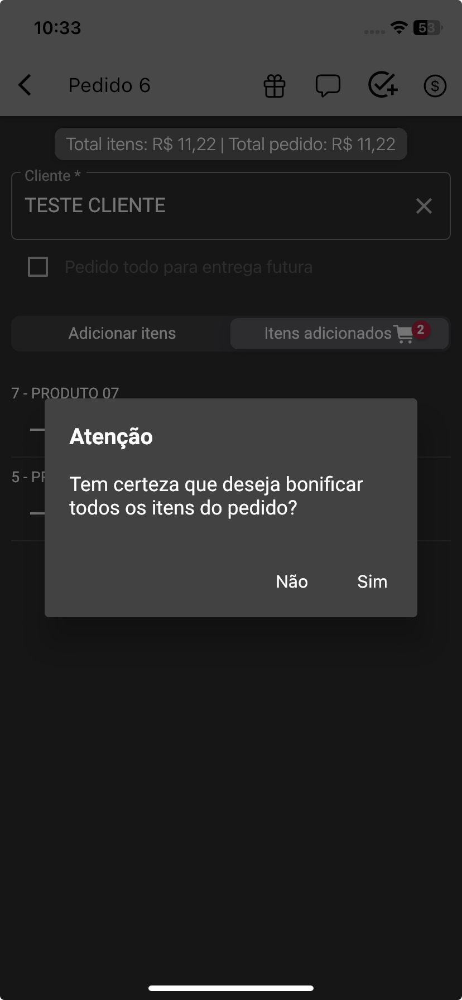 10:33
53
Pedido 6
Total itens: R$ 11,22 | Total pedido: R$ 11,22
Cliente *
TESTE CLIENTE
Pedido todo para entrega futura
Adicionar itens
Itens adicionados
2
7 - PRODUTO 07
5 - PR
Atenção
Tem certeza que deseja bonificar
todos os itens do pedido?
Não
Sim